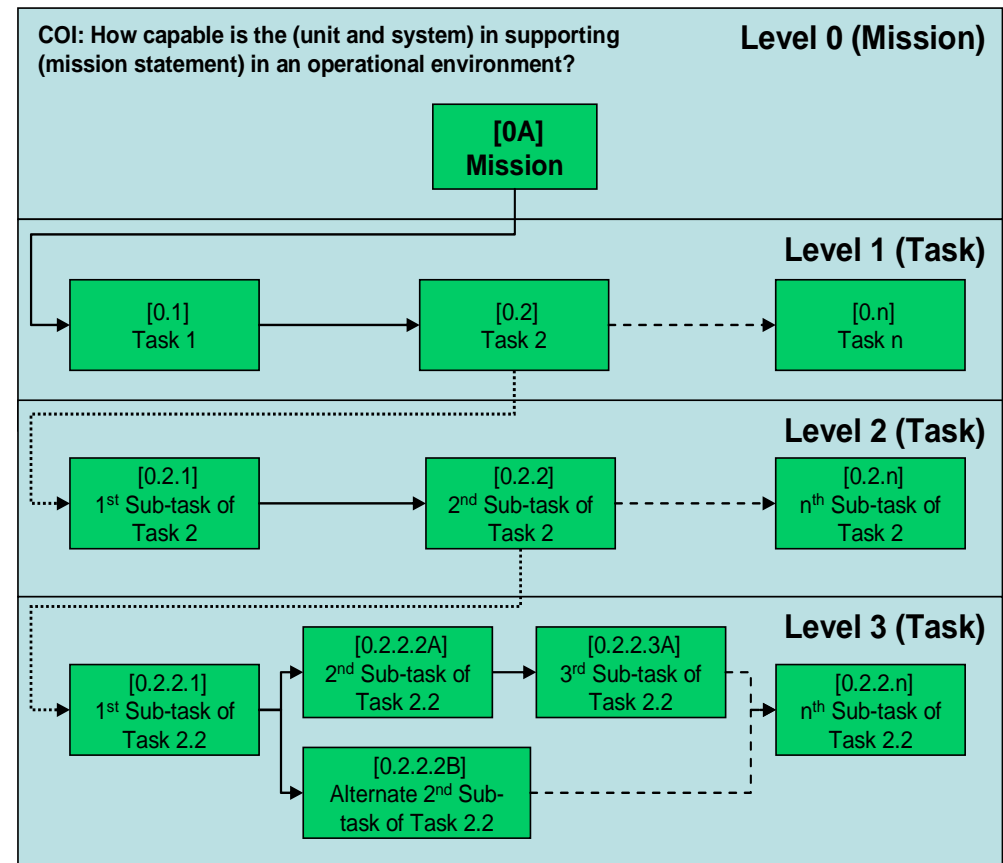 COI: How capable is the (unit and system) in supporting
(mission statement) in an operational environment?
Level 0 (Mission)
[0A]
Mission
Level 1 (Task)
[0.1]
Task 1
[0.2]
Task 2
[0.n]
Task n
Level 2 (Task)
[0.2.1]
1st Sub-task of
Task 2
[0.2.2]
2nd Sub-task of
Task 2
[0.2.n]
nth Sub-task of
Task 2
Level 3 (Task)
[0.2.2.1]
1st Sub-task of
Task 2.2
[0.2.2.2A]
2nd Sub-task of
Task 2.2
[0.2.2.3A]
3rd Sub-task of
Task 2.2
[0.2.2.n]
nth Sub-task of
Task 2.2
[0.2.2.2B]
Alternate 2nd Sub-
task of Task 2.2